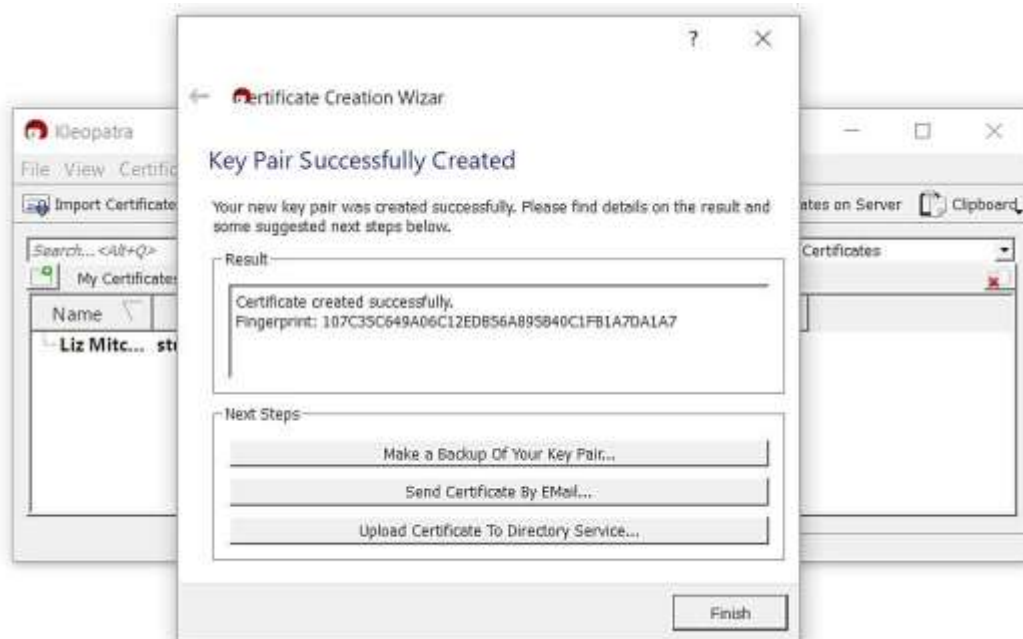 Certificate Creation Wizar
Kleopatra
File View Certific
Key Pair Successfully Created
Import Certificate
ates on Server
Clipboard
Your new key pair was created successfully. Please find details on the result and
some suggested next steps below.
Search... <Alt+Q>
Certificates
My Certificates
Result
Name
Certificate created successfully.
Fingerprint: 107C35C649A06C12EDB56A895B40C1FB1A7DA1A7
Liz Mitc... st
Next Steps
Make a Backup Of Your Key Pair...
Send Certificate By EMail...
Upload Certificate To Directory Service...
Finish